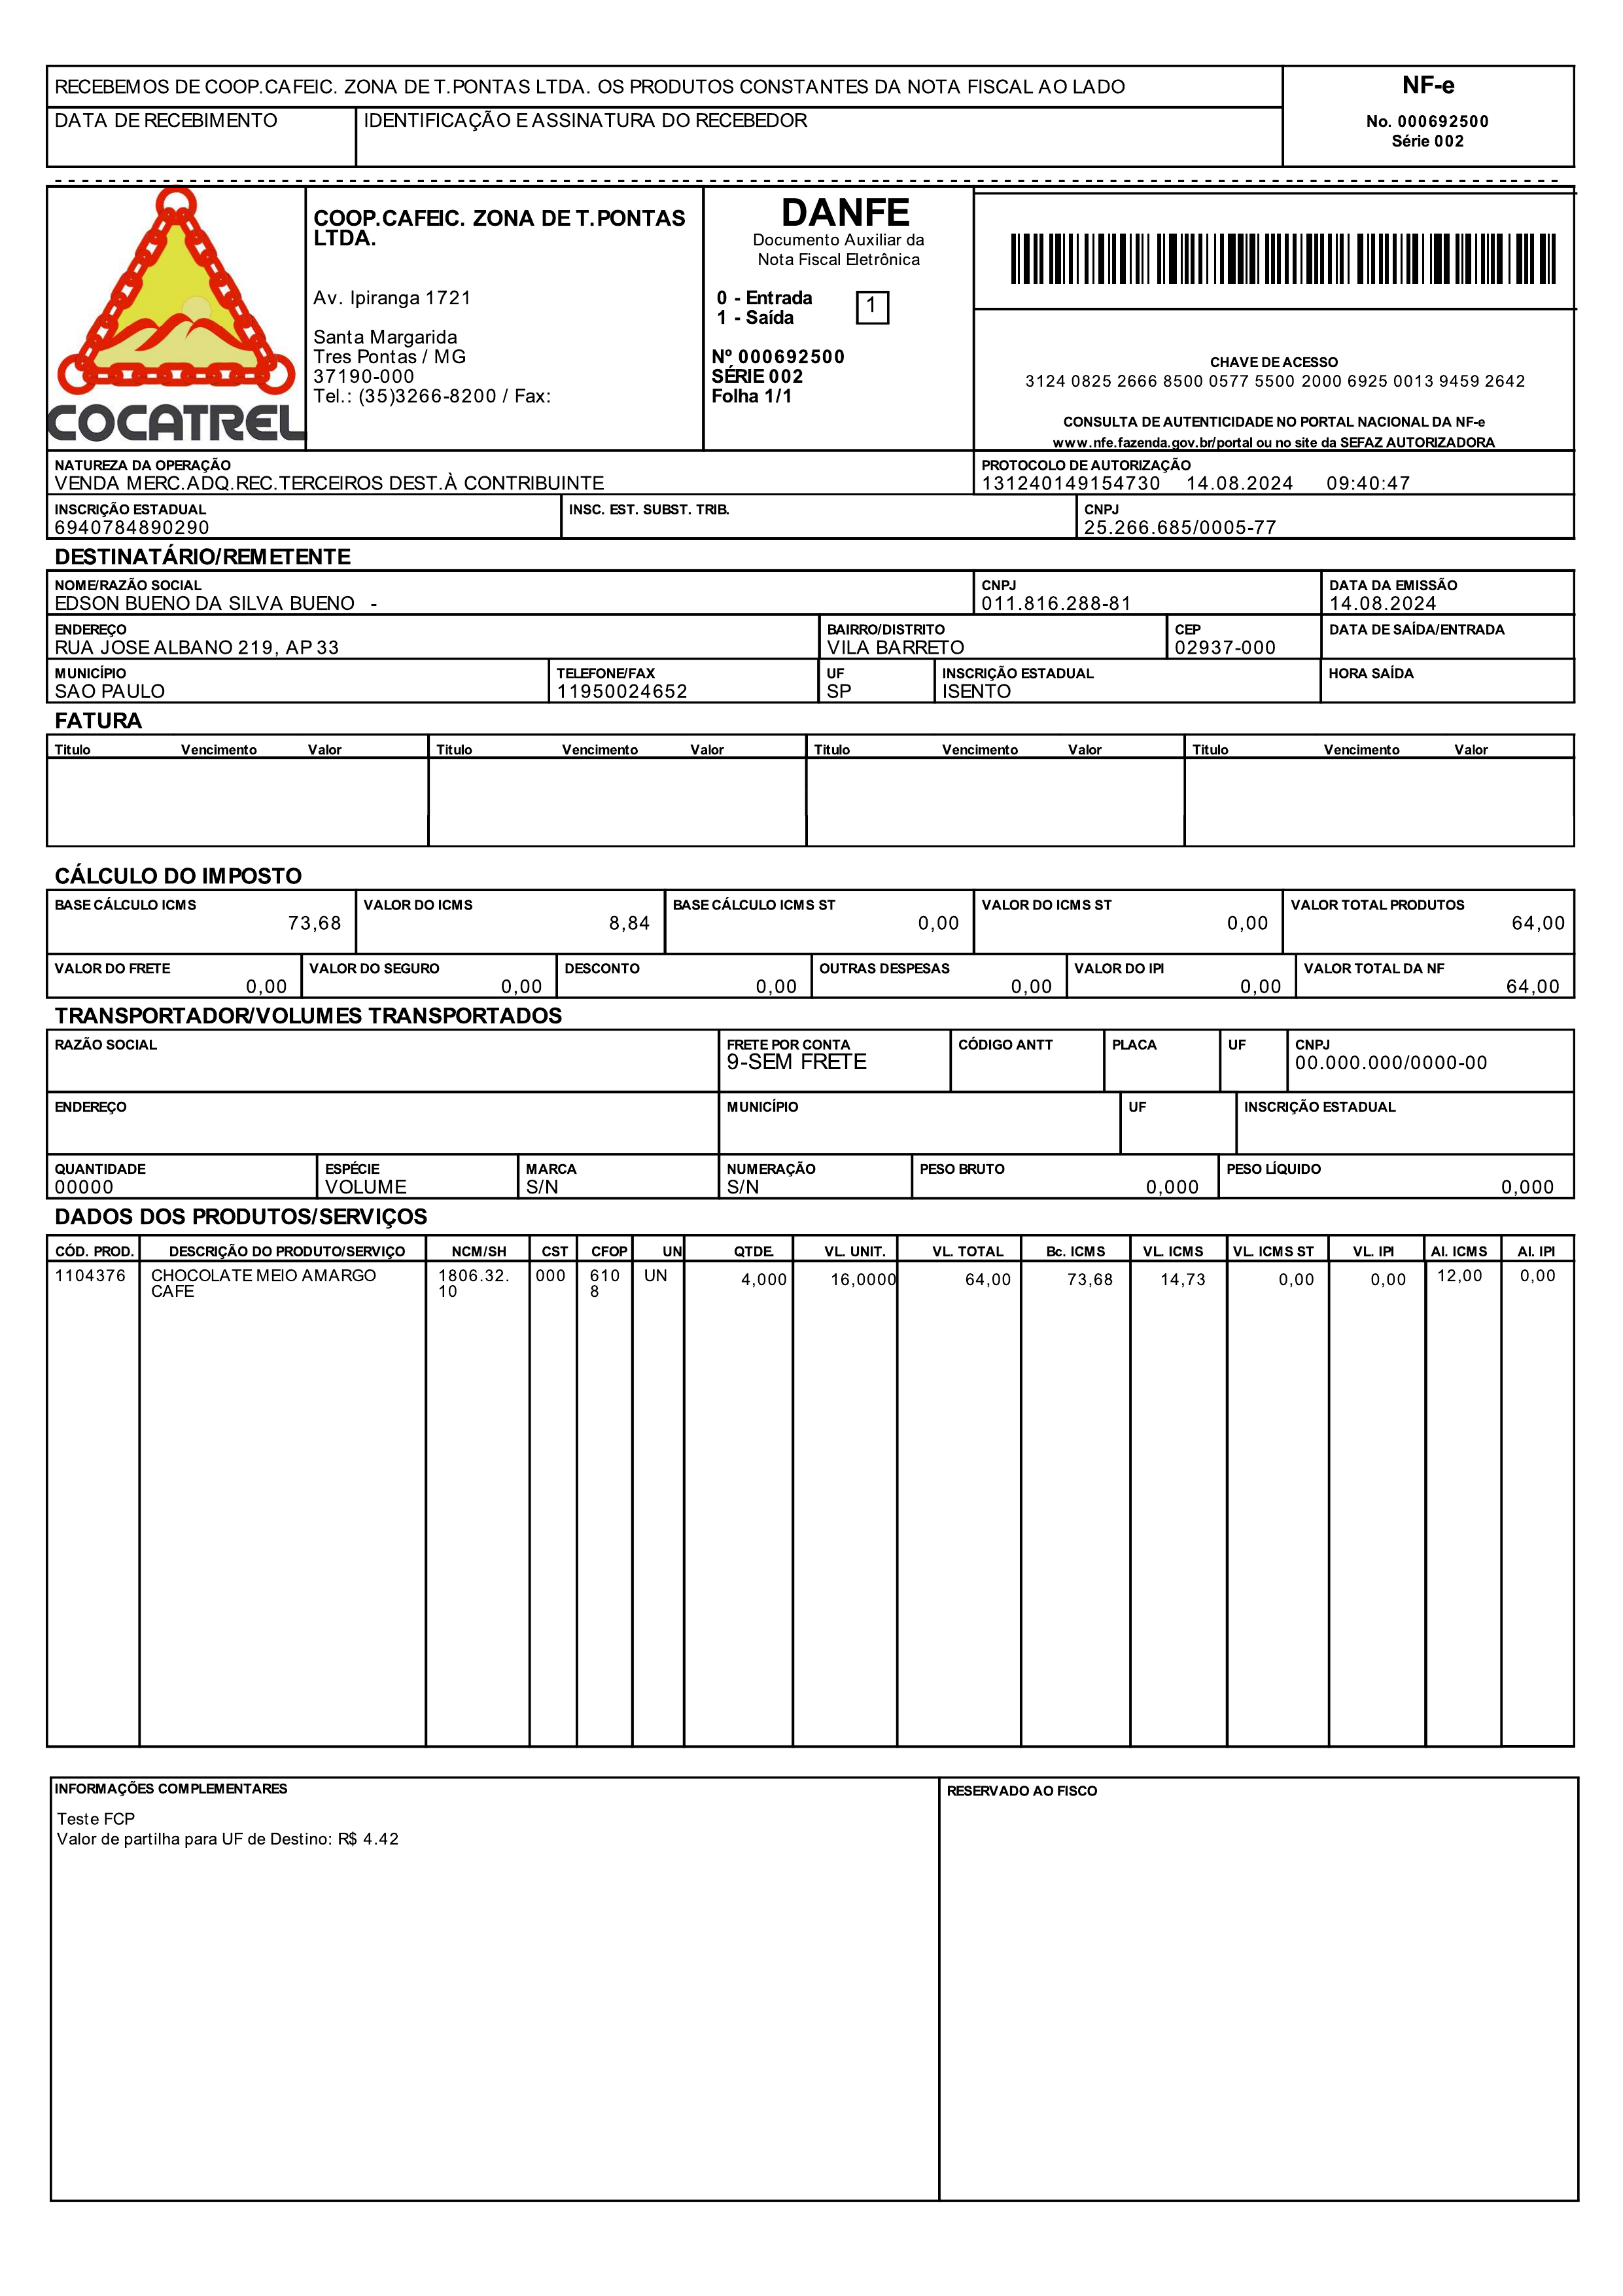 RECEBEMOS DE COOP.CAFEIC. ZONA DE T.PONTAS LTDA. OS PRODUTOS CONSTANTES DA NOTA FISCAL AO LADO
DATA DE RECEBIMENTO IDENTIFICAÇÃO E ASSINATURA DO RECEBEDOR
NF-e
No. 000692500
Série 002
COCATREL
COOP.CAFEIC. ZONA DE T.PONTAS
LTDA.
Av. Ipiranga 1721
Santa Margarida
Tres Pontas / MG
37190-000
Tel.: (35)3266-8200 / Fax:
DANFE
Documento Auxiliar da
Nota Fiscal Eletrônica
0 - Entrada
1 - Saída
1
Nº 000692500
SÉRIE 002
Folha 1/1
CHAVE DE ACESSO
3124 0825 2666 8500 0577 5500 2000 6925 0013 9459 2642
CONSULTA DE AUTENTICIDADE NO PORTAL NACIONAL DA NF-e
www.nfe.fazenda.gov.br/portal ou no site da SEFAZ AUTORIZADORA
NATUREZA DA OPERAÇÃO PROTOCOLO DE AUTORIZAÇÃO
VENDA MERC.ADQ.REC.TERCEIROS DEST.À CONTRIBUINTE 131240149154730 14.08.2024 09:40:47
INSCRIÇÃO ESTADUAL INSC. EST. SUBST. TRIB. CNPJ
6940784890290 25.266.685/0005-77
DESTINATÁRIO/REMETENTE
NOME/RAZÃO SOCIAL CNPJ DATA DA EMISSÃO
EDSON BUENO DA SILVA BUENO - 011.816.288-81 14.08.2024
ENDEREÇO BAIRRO/DISTRITO CEP DATA DE SAÍDA/ENTRADA
RUA JOSE ALBANO 219, AP 33 VILA BARRETO 02937-000
MUNICÍPIO TELEFONE/FAX UF INSCRIÇÃO ESTADUAL HORA SAÍDA
SAO PAULO 11950024652 SP ISENTO
FATURA
Titulo Vencimento Valor Titulo Vencimento Valor Titulo Vencimento Valor Titulo Vencimento Valor
CÁLCULO DO IMPOSTO
BASE CÁLCULO ICMS VALOR DO ICMS BASE CÁLCULO ICMS ST VALOR DO ICMS ST VALOR TOTAL PRODUTOS
73,68 8,84 0,00 0,00 64,00
VALOR DO FRETE VALOR DO SEGURO DESCONTO OUTRAS DESPESAS VALOR DO IPI VALOR TOTAL DA NF
0,00 0,00 0,00 0,00 0,00 64,00
TRANSPORTADOR/VOLUMES TRANSPORTADOS
RAZÃO SOCIAL FRETE POR CONTA CÓDIGO ANTT PLACA UF CNPJ
9-SEM FRETE 00.000.000/0000-00
ENDEREÇO MUNICÍPIO UF INSCRIÇÃO ESTADUAL
QUANTIDADE ESPÉCIE MARCA NUMERAÇÃO PESO BRUTO PESO LÍQUIDO
00000 VOLUME S/N S/N 0,000 0,000
DADOS DOS PRODUTOS/SERVIÇOS
CÓD. PROD. DESCRIÇÃO DO PRODUTO/SERVIÇO NCM/SH CST CFOP UN QTDE. VL. UNIT. VL. TOTAL Bc. ICMS VL. ICMS VL. ICMS ST VL. IPI Al. ICMS Al. IPI
1104376 CHOCOLATE MEIO AMARGO 1806.32. 000 610 UN 4,000 16,0000 64,00 73,68 14,73 0,00 0,00 12,00 0,00
CAFE 10 8
INFORMAÇÕES COMPLEMENTARES RESERVADO AO FISCO
Teste FCP
Valor de partilha para UF de Destino: R$ 4.42